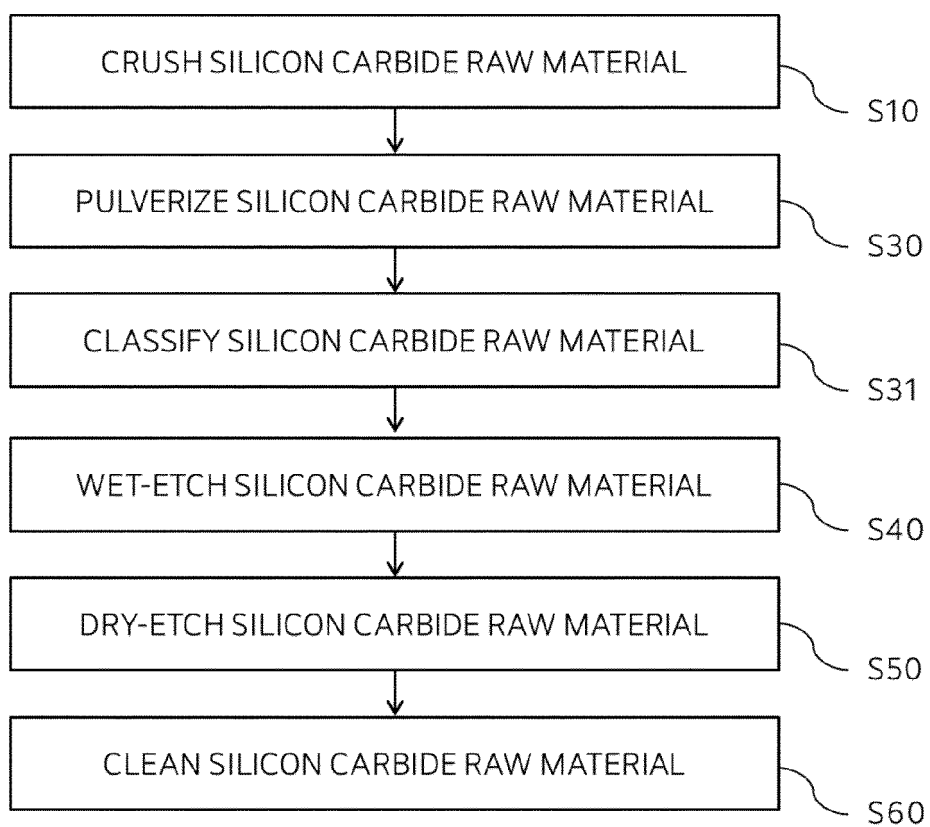 CRUSH SILICON CARBIDE RAW MATERIAL
S10
PULVERIZE SILICON CARBIDE RAW MATERIAL
S30
CLASSIFY SILICON CARBIDE RAW MATERIAL
S31
WET-ETCH SILICON CARBIDE RAW MATERIAL
S40
DRY-ETCH SILICON CARBIDE RAW MATERIAL
S50
CLEAN SILICON CARBIDE RAW MATERIAL
S60